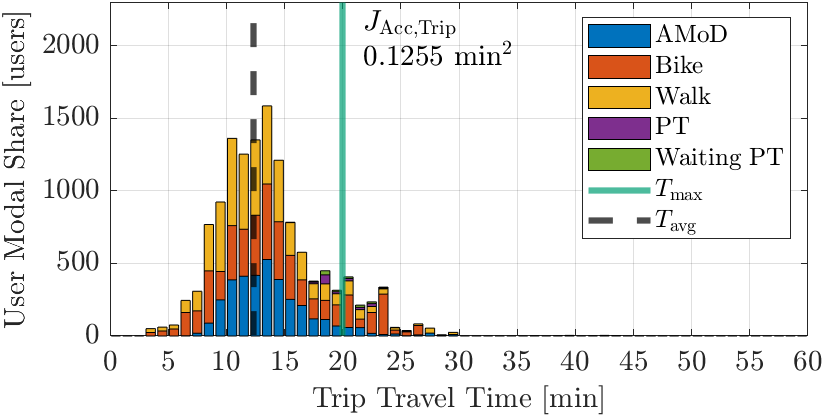 J_Acc,Trip
0.1255 min²
AMoD
Bike
Walk
PT
Waiting PT
T_max
T_avg
User Modal Share [users]
2000
1500
1000
500
0
0 5 10 15 20 25 30 35 40 45 50 55 60
Trip Travel Time [min]